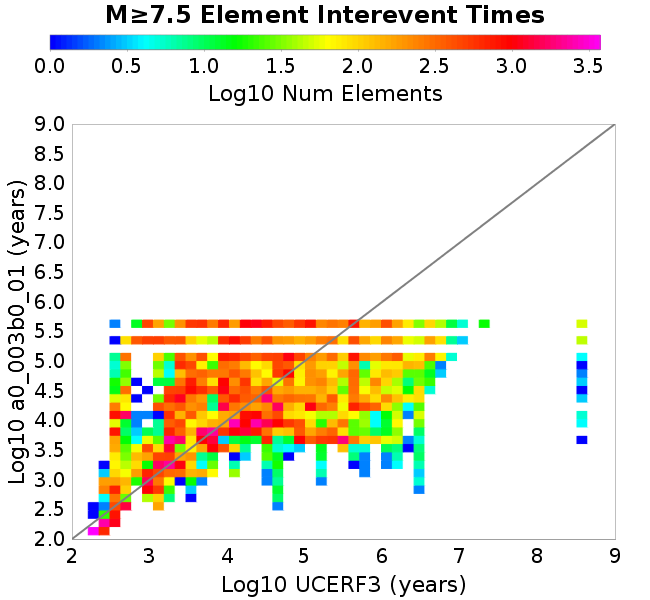 M≥7.5 Element Interevent Times
0.0 0.5 1.0 1.5 2.0 2.5 3.0 3.5
Log10 Num Elements
9.0
8.5
8.0
7.5
7.0
6.5
6.0
5.5
5.0
4.5
4.0
3.5
3.0
2.5
2.0
Log10 a0_003b0_01 (years)
2 3 4 5 6 7 8 9
Log10 UCERF3 (years)